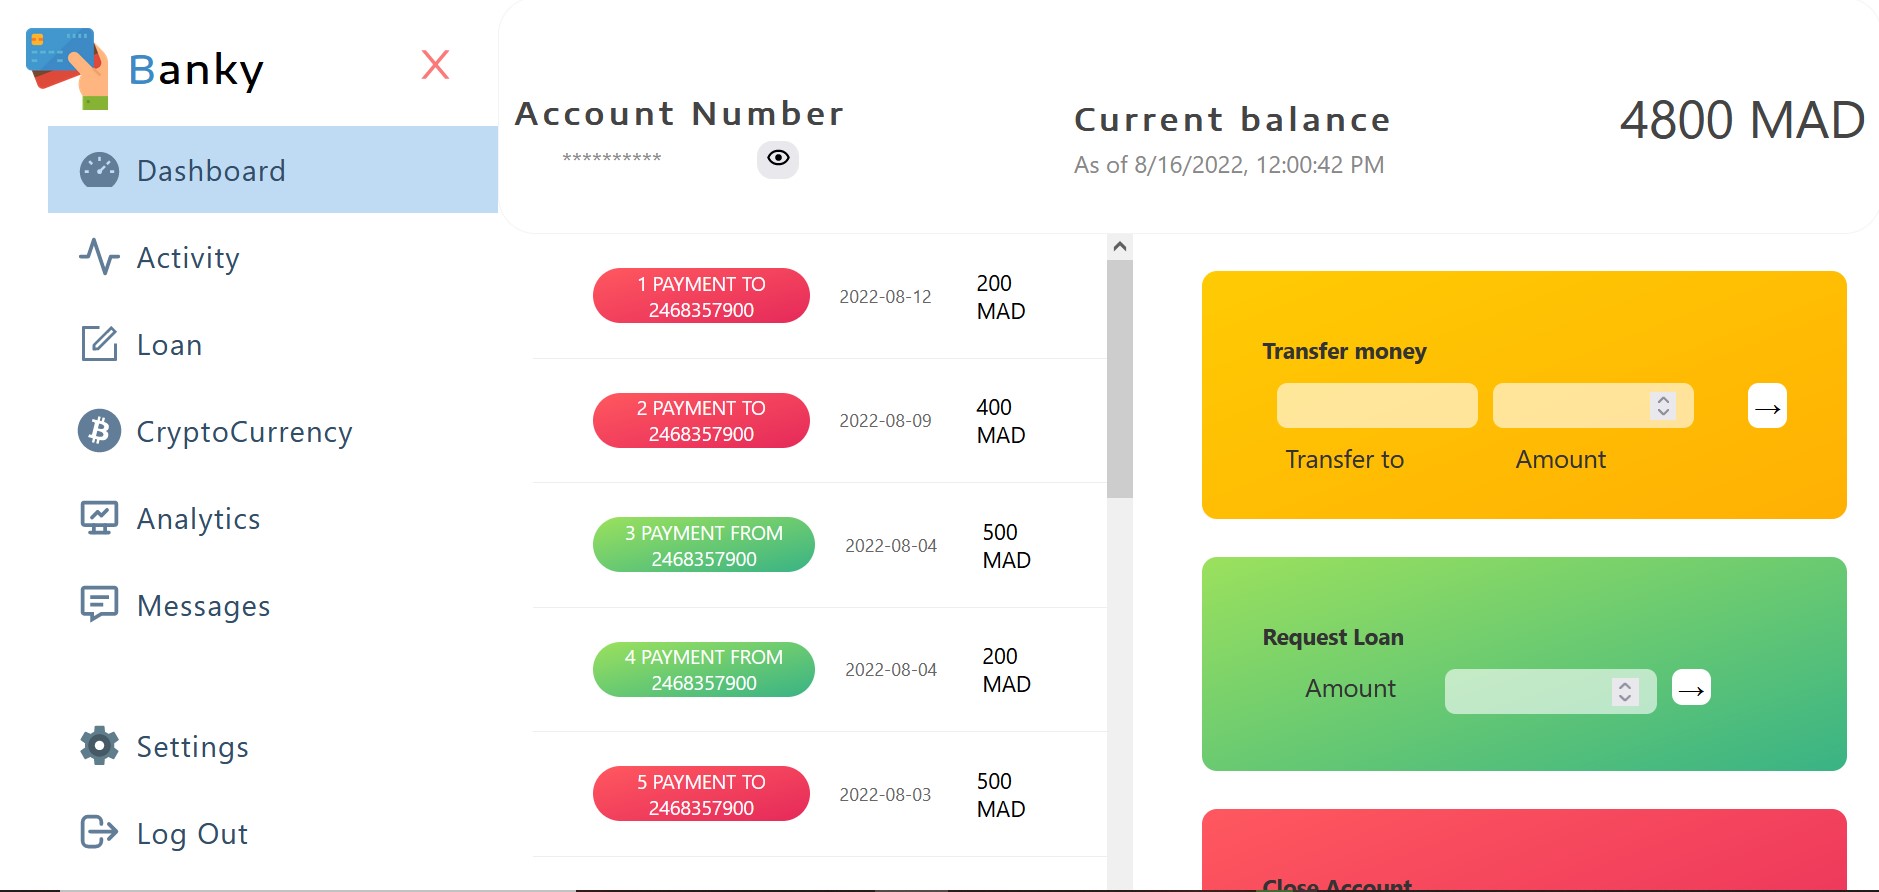 Banky
X
Dashboard
Activity
Loan
CryptoCurrency
Analytics
Messages
Settings
Log Out
Account Number
**********
Current balance
As of 8/16/2022, 12:00:42 PM
4800 MAD
1 PAYMENT TO
2468357900
2022-08-12
200
MAD
2 PAYMENT TO
2468357900
2022-08-09
400
MAD
3 PAYMENT FROM
2468357900
2022-08-04
500
MAD
4 PAYMENT FROM
2468357900
2022-08-04
200
MAD
5 PAYMENT TO
2468357900
2022-08-03
500
MAD
Transfer money
→
Transfer to
Amount
Request Loan
Amount
→
Close Account